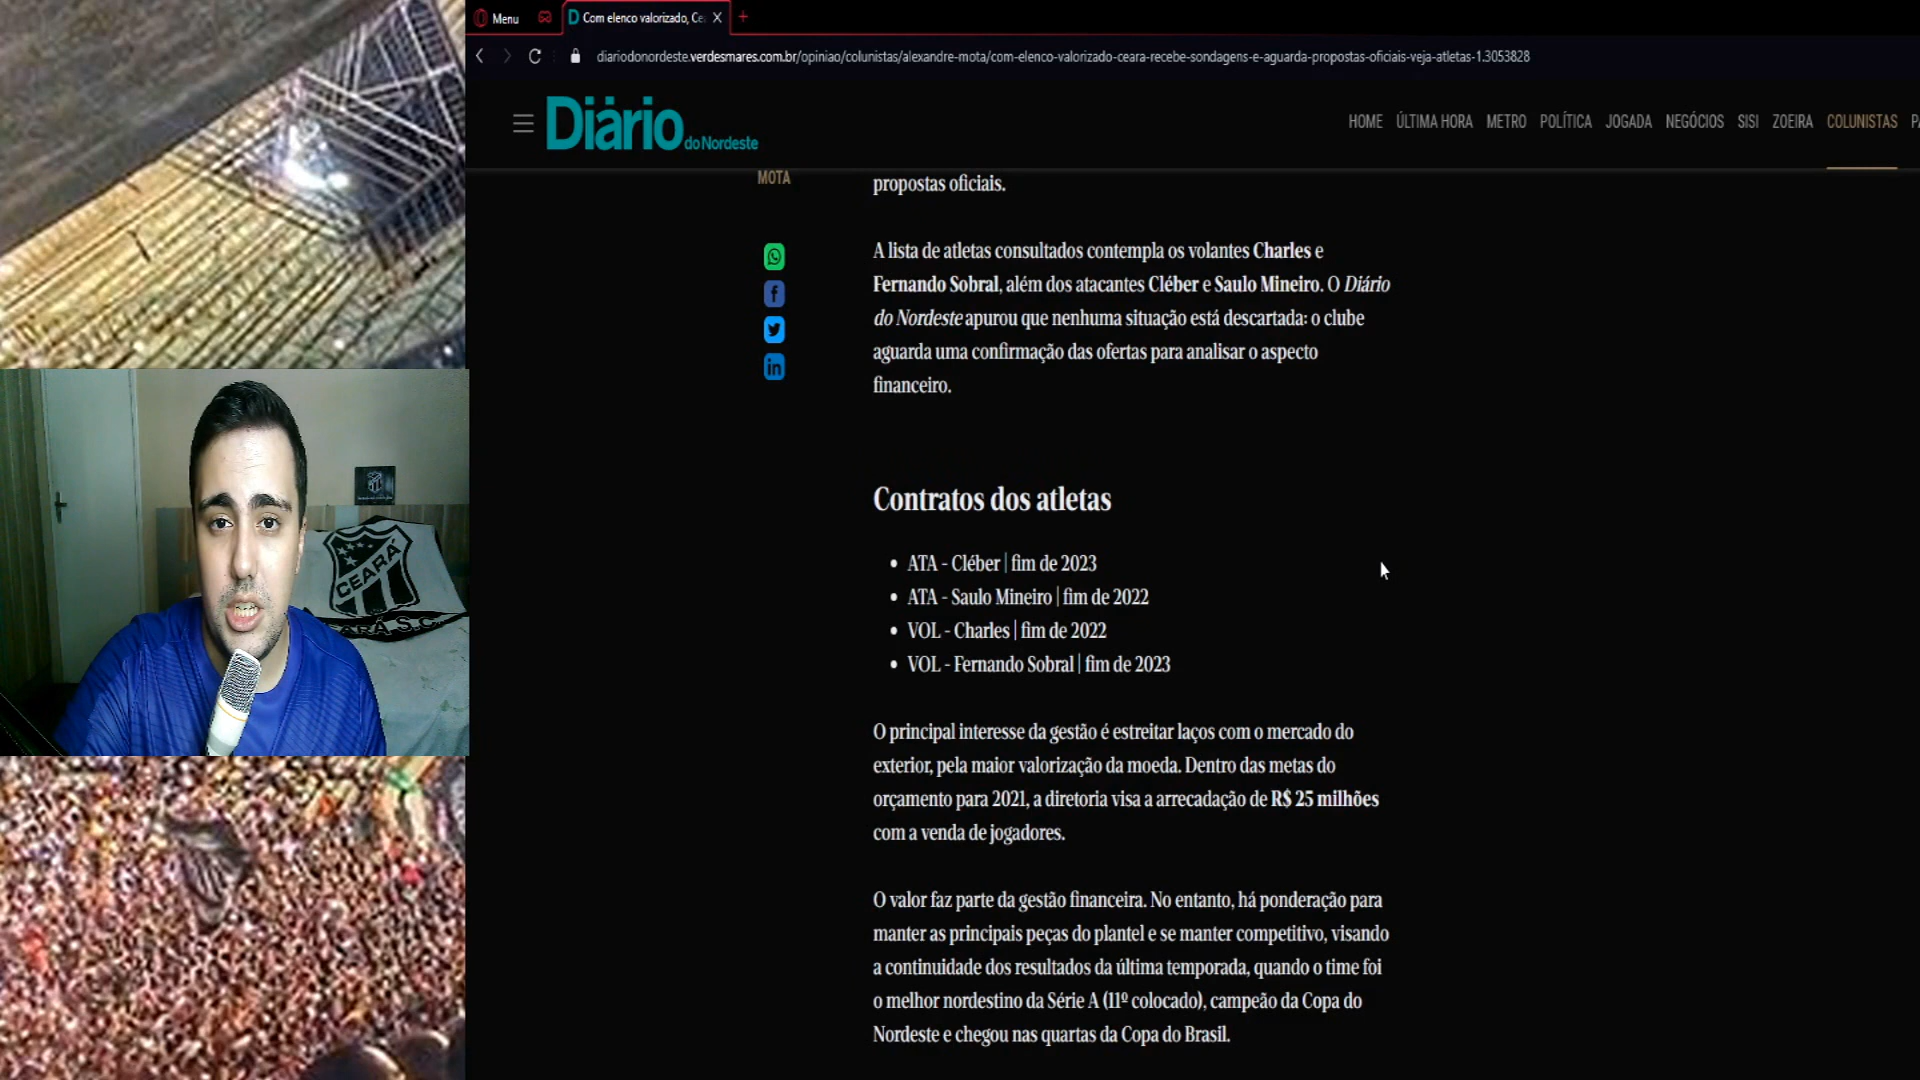 Menu
Com elenco valorizado, Ce
diariodonordeste.verdesmares.com.br/opiniao/colunistas/alexandre-mota/com-elenco-valorizado-ceara-recebe-sondagens-e-aguarda-propostas-oficiais-veja-atletas-1.3053828
Diário
do Nordeste
HOME ÚLTIMA HORA METRO POLÍTICA JOGADA NEGÓCIOS SISI ZOEIRA COLUNISTAS
MOTA
propostas oficiais.
A lista de atletas consultados contempla os volantes Charles e
Fernando Sobral, além dos atacantes Cléber e Saulo Mineiro. O Diário
do Nordeste apurou que nenhuma situação está descartada: o clube
aguarda uma confirmação das ofertas para analisar o aspecto
financeiro.
Contratos dos atletas
• ATA - Cléber | fim de 2023
• ATA - Saulo Mineiro | fim de 2022
• VOL - Charles | fim de 2022
• VOL - Fernando Sobral | fim de 2023
O principal interesse da gestão é estreitar laços com o mercado do
exterior, pela maior valorização da moeda. Dentro das metas do
orçamento para 2021, a diretoria visa a arrecadação de R$ 25 milhões
com a venda de jogadores.
O valor faz parte da gestão financeira. No entanto, há ponderação para
manter as principais peças do plantel e se manter competitivo, visando
a continuidade dos resultados da última temporada, quando o time foi
o melhor nordestino da Série A (11º colocado), campeão da Copa do
Nordeste e chegou nas quartas da Copa do Brasil.
CEARÁ
EARÁ S.C.